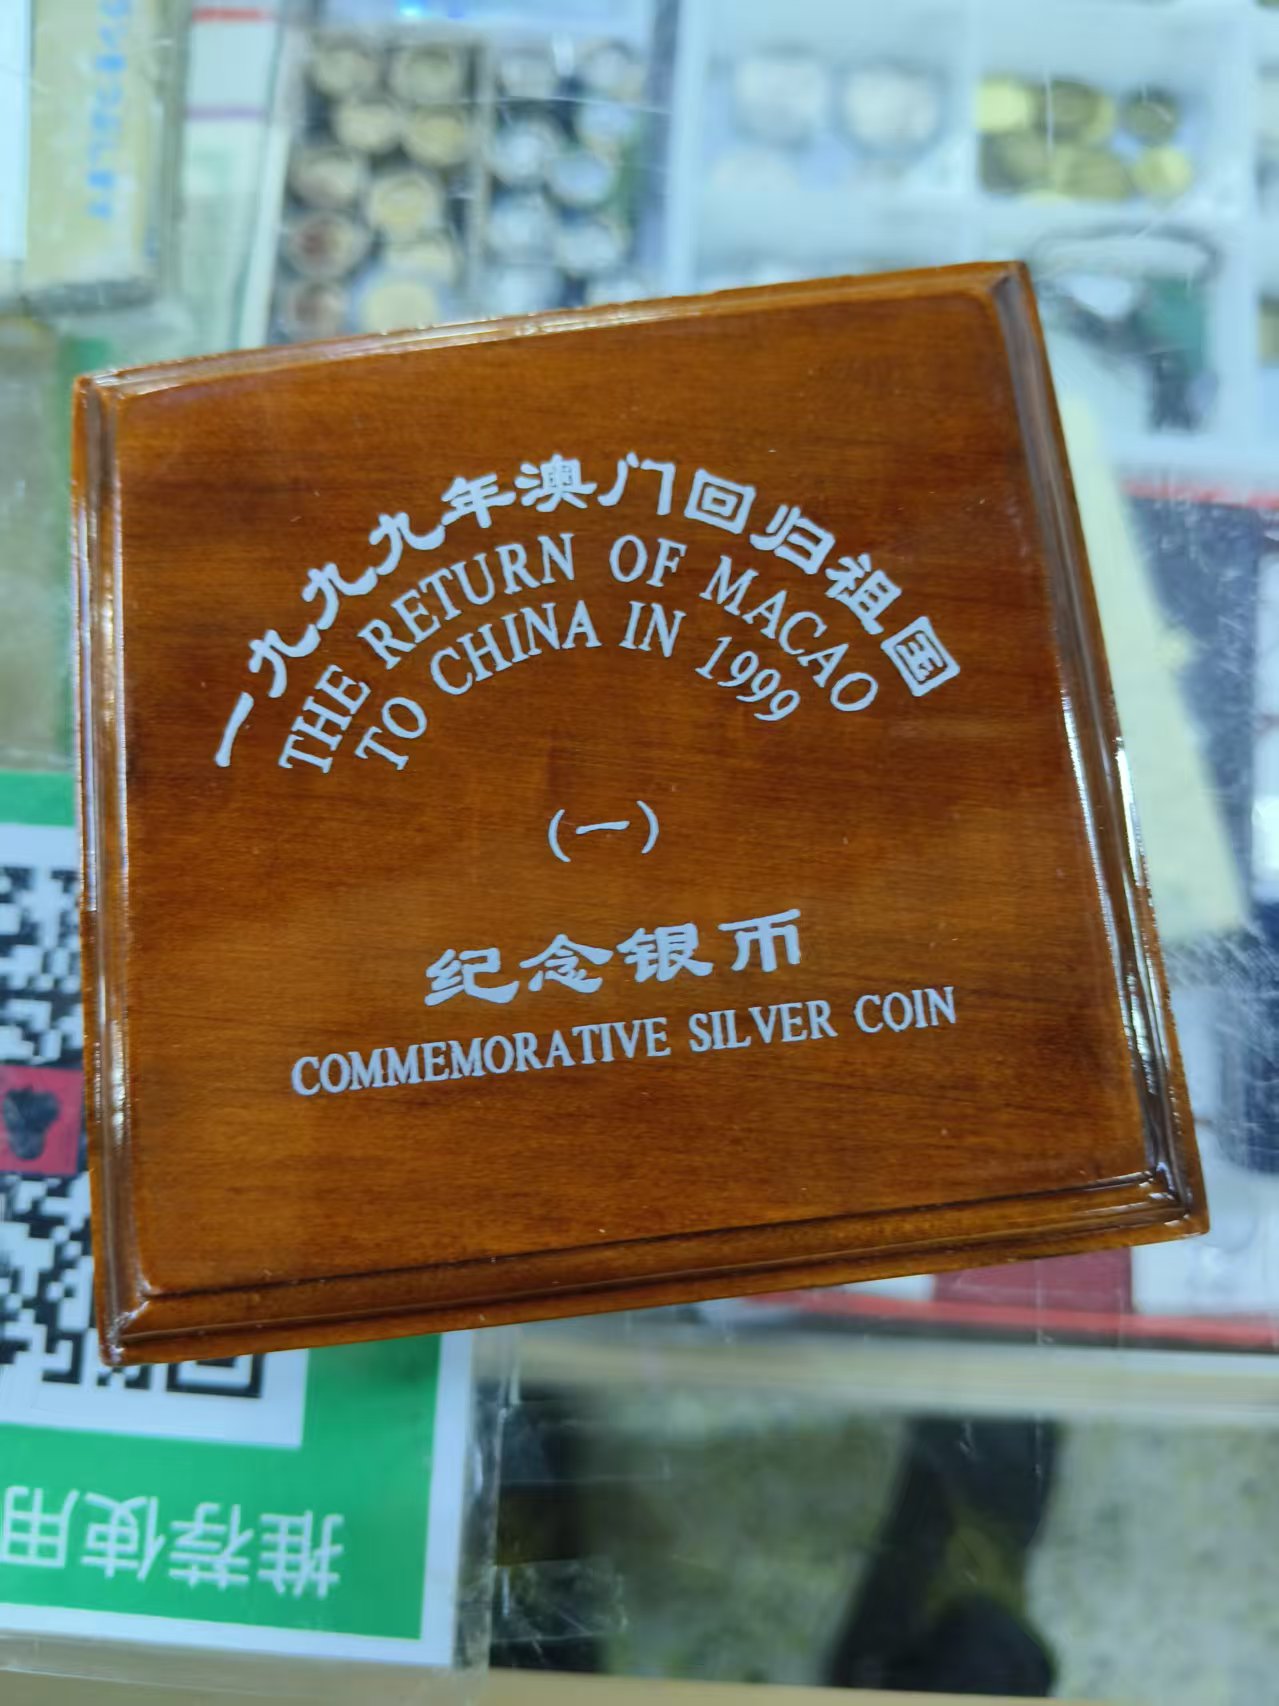 一九九九年澳门回归祖国
THE RETURN OF MACAO
TO CHINA IN 1999
(一)
纪念银币
COMMEMORATIVE SILVER COIN
推荐使用